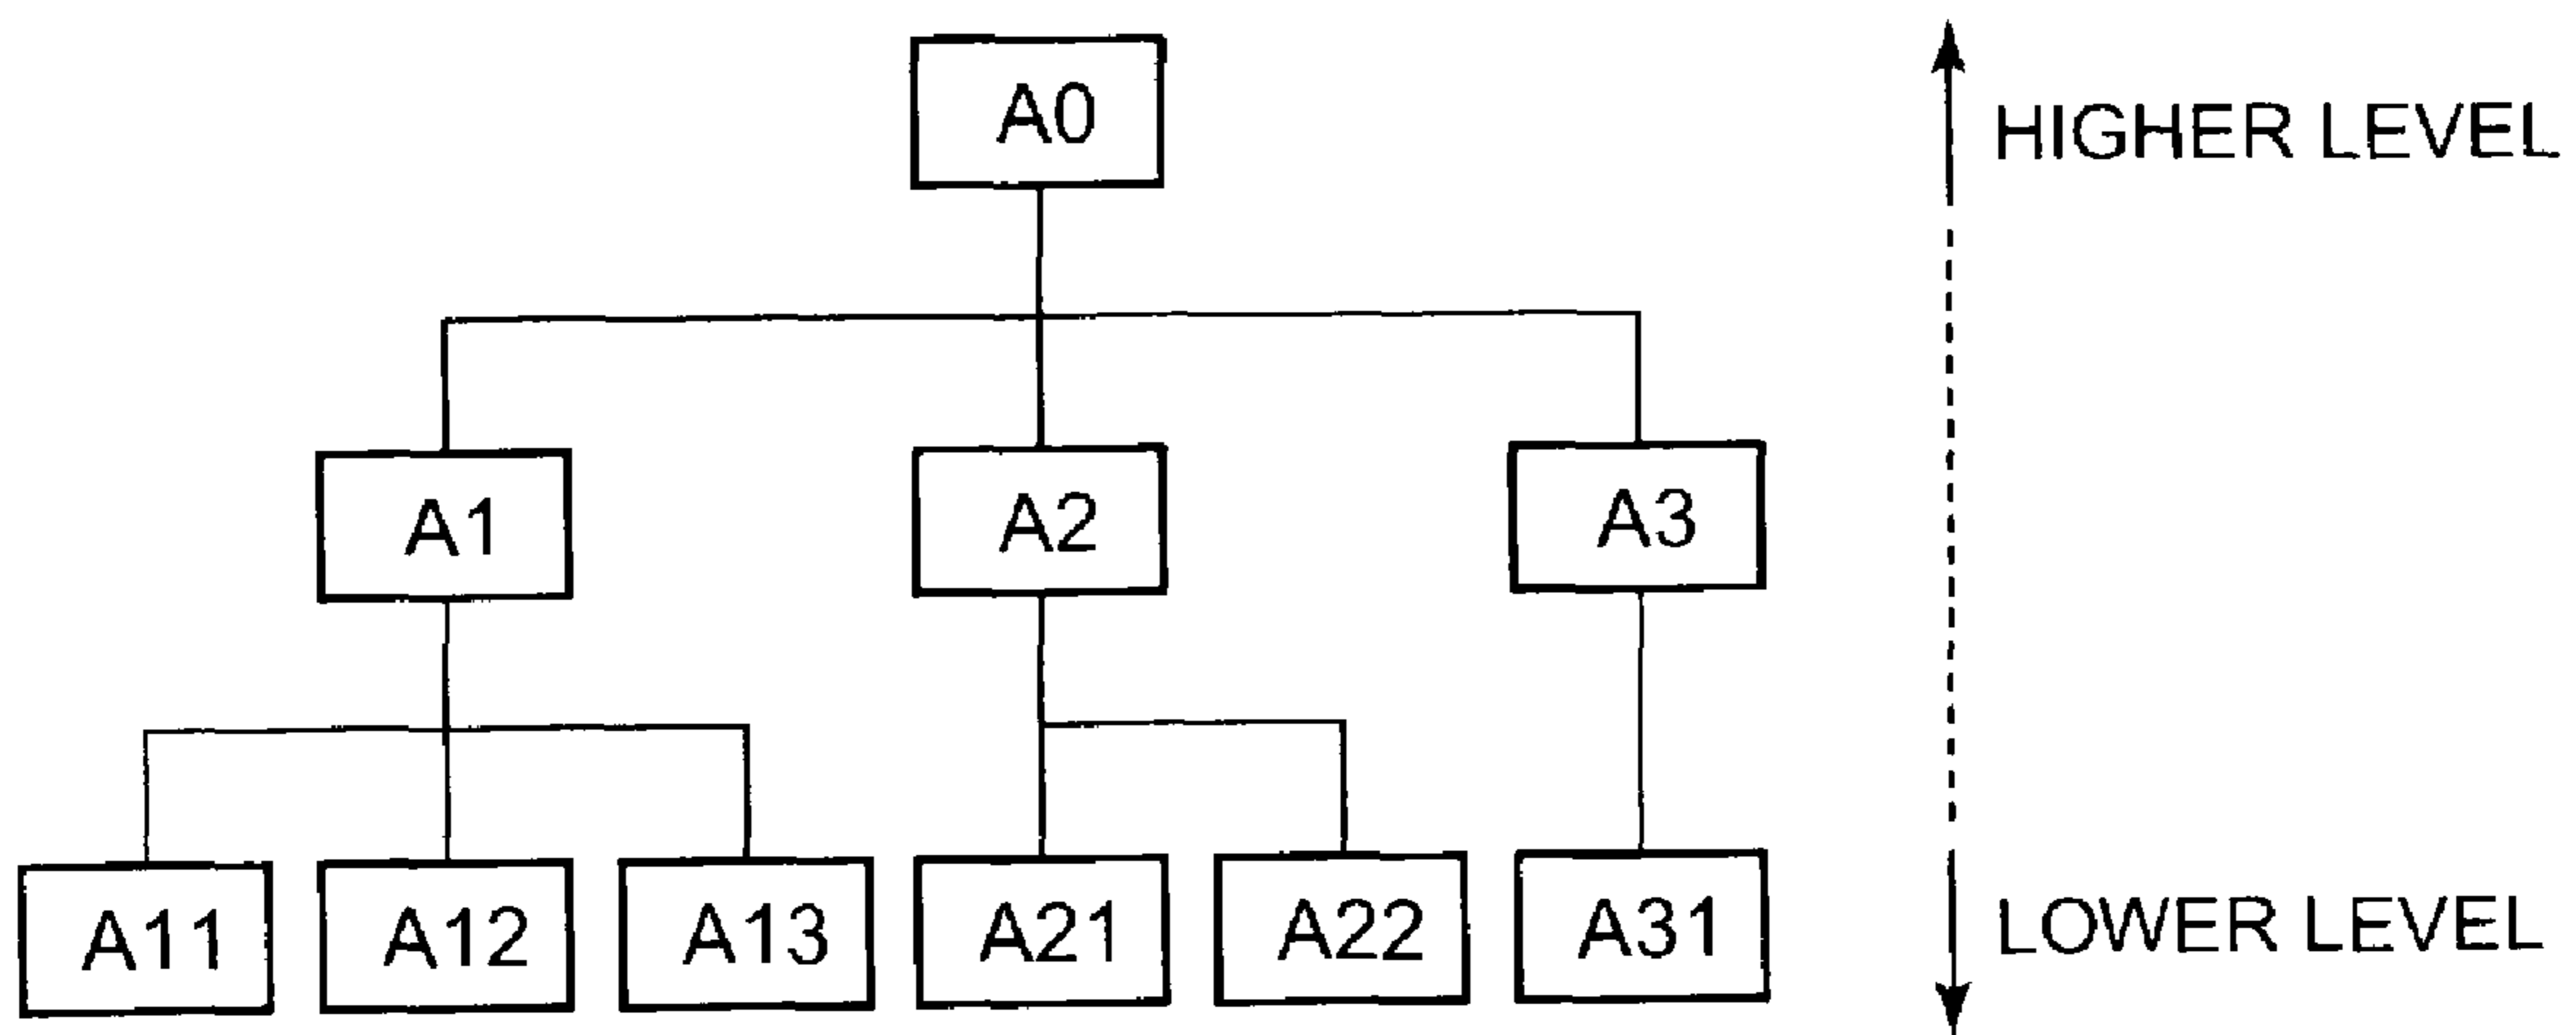 A0
HIGHER LEVEL
A1
A2
A3
A11
A12
A13
A21
A22
A31
LOWER LEVEL